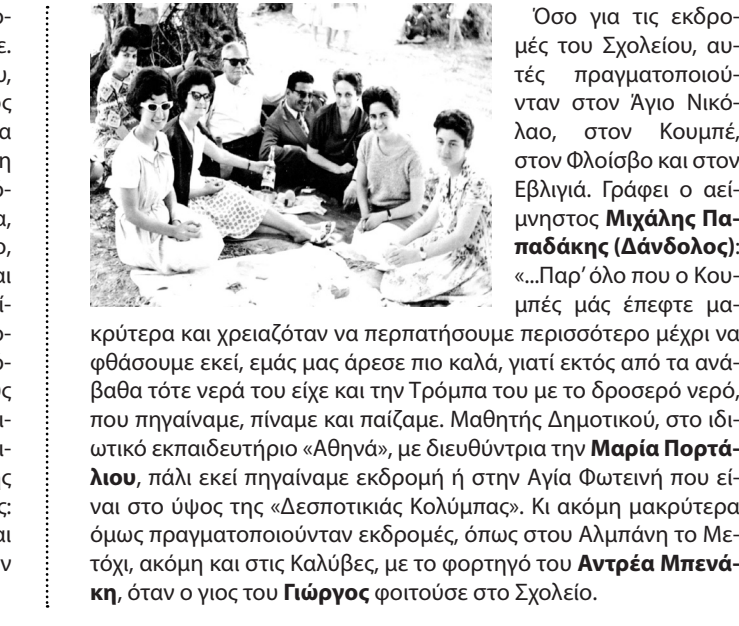 ό-
ε.
υ,
ς
α
η
ο-
α,
ο,
αι
ί-
ο-
ο-
υς
ι-
ι-
ης
ς:
αι
ν
Όσο για τις εκδρο-
μές του Σχολείου, αυ-
τές πραγματοποιού-
νταν στον Άγιο Νικό-
λαο, στον Κουμπέ,
στον Φλοίσβο και στον
Εβλιγιά. Γράφει ο αεί-
μνηστος Μιχάλης Πα-
παδάκης (Δάνδολος):
«...Παρ’ όλο που ο Κου-
μπές μάς έπεφτε μα-
κρύτερα και χρειαζόταν να περπατήσουμε περισσότερο μέχρι να
φθάσουμε εκεί, εμάς μας άρεσε πιο καλά, γιατί εκτός από τα ανά-
βαθα τότε νερά του είχε και την Τρόμπα του με το δροσερό νερό,
που πηγαίναμε, πίναμε και παίζαμε. Μαθητής Δημοτικού, στο ιδι-
ωτικό εκπαιδευτήριο «Αθηνά», με διευθύντρια την Μαρία Πορτά-
λιου, πάλι εκεί πηγαίναμε εκδρομή ή στην Αγία Φωτεινή που εί-
ναι στο ύψος της «Δεσποτικιάς Κολύμπας». Κι ακόμη μακρύτερα
όμως πραγματοποιούνταν εκδρομές, όπως στου Αλμπάνη το Με-
τόχι, ακόμη και στις Καλύβες, με το φορτηγό του Αντρέα Μπενά-
κη, όταν ο γιος του Γιώργος φοιτούσε στο Σχολείο.